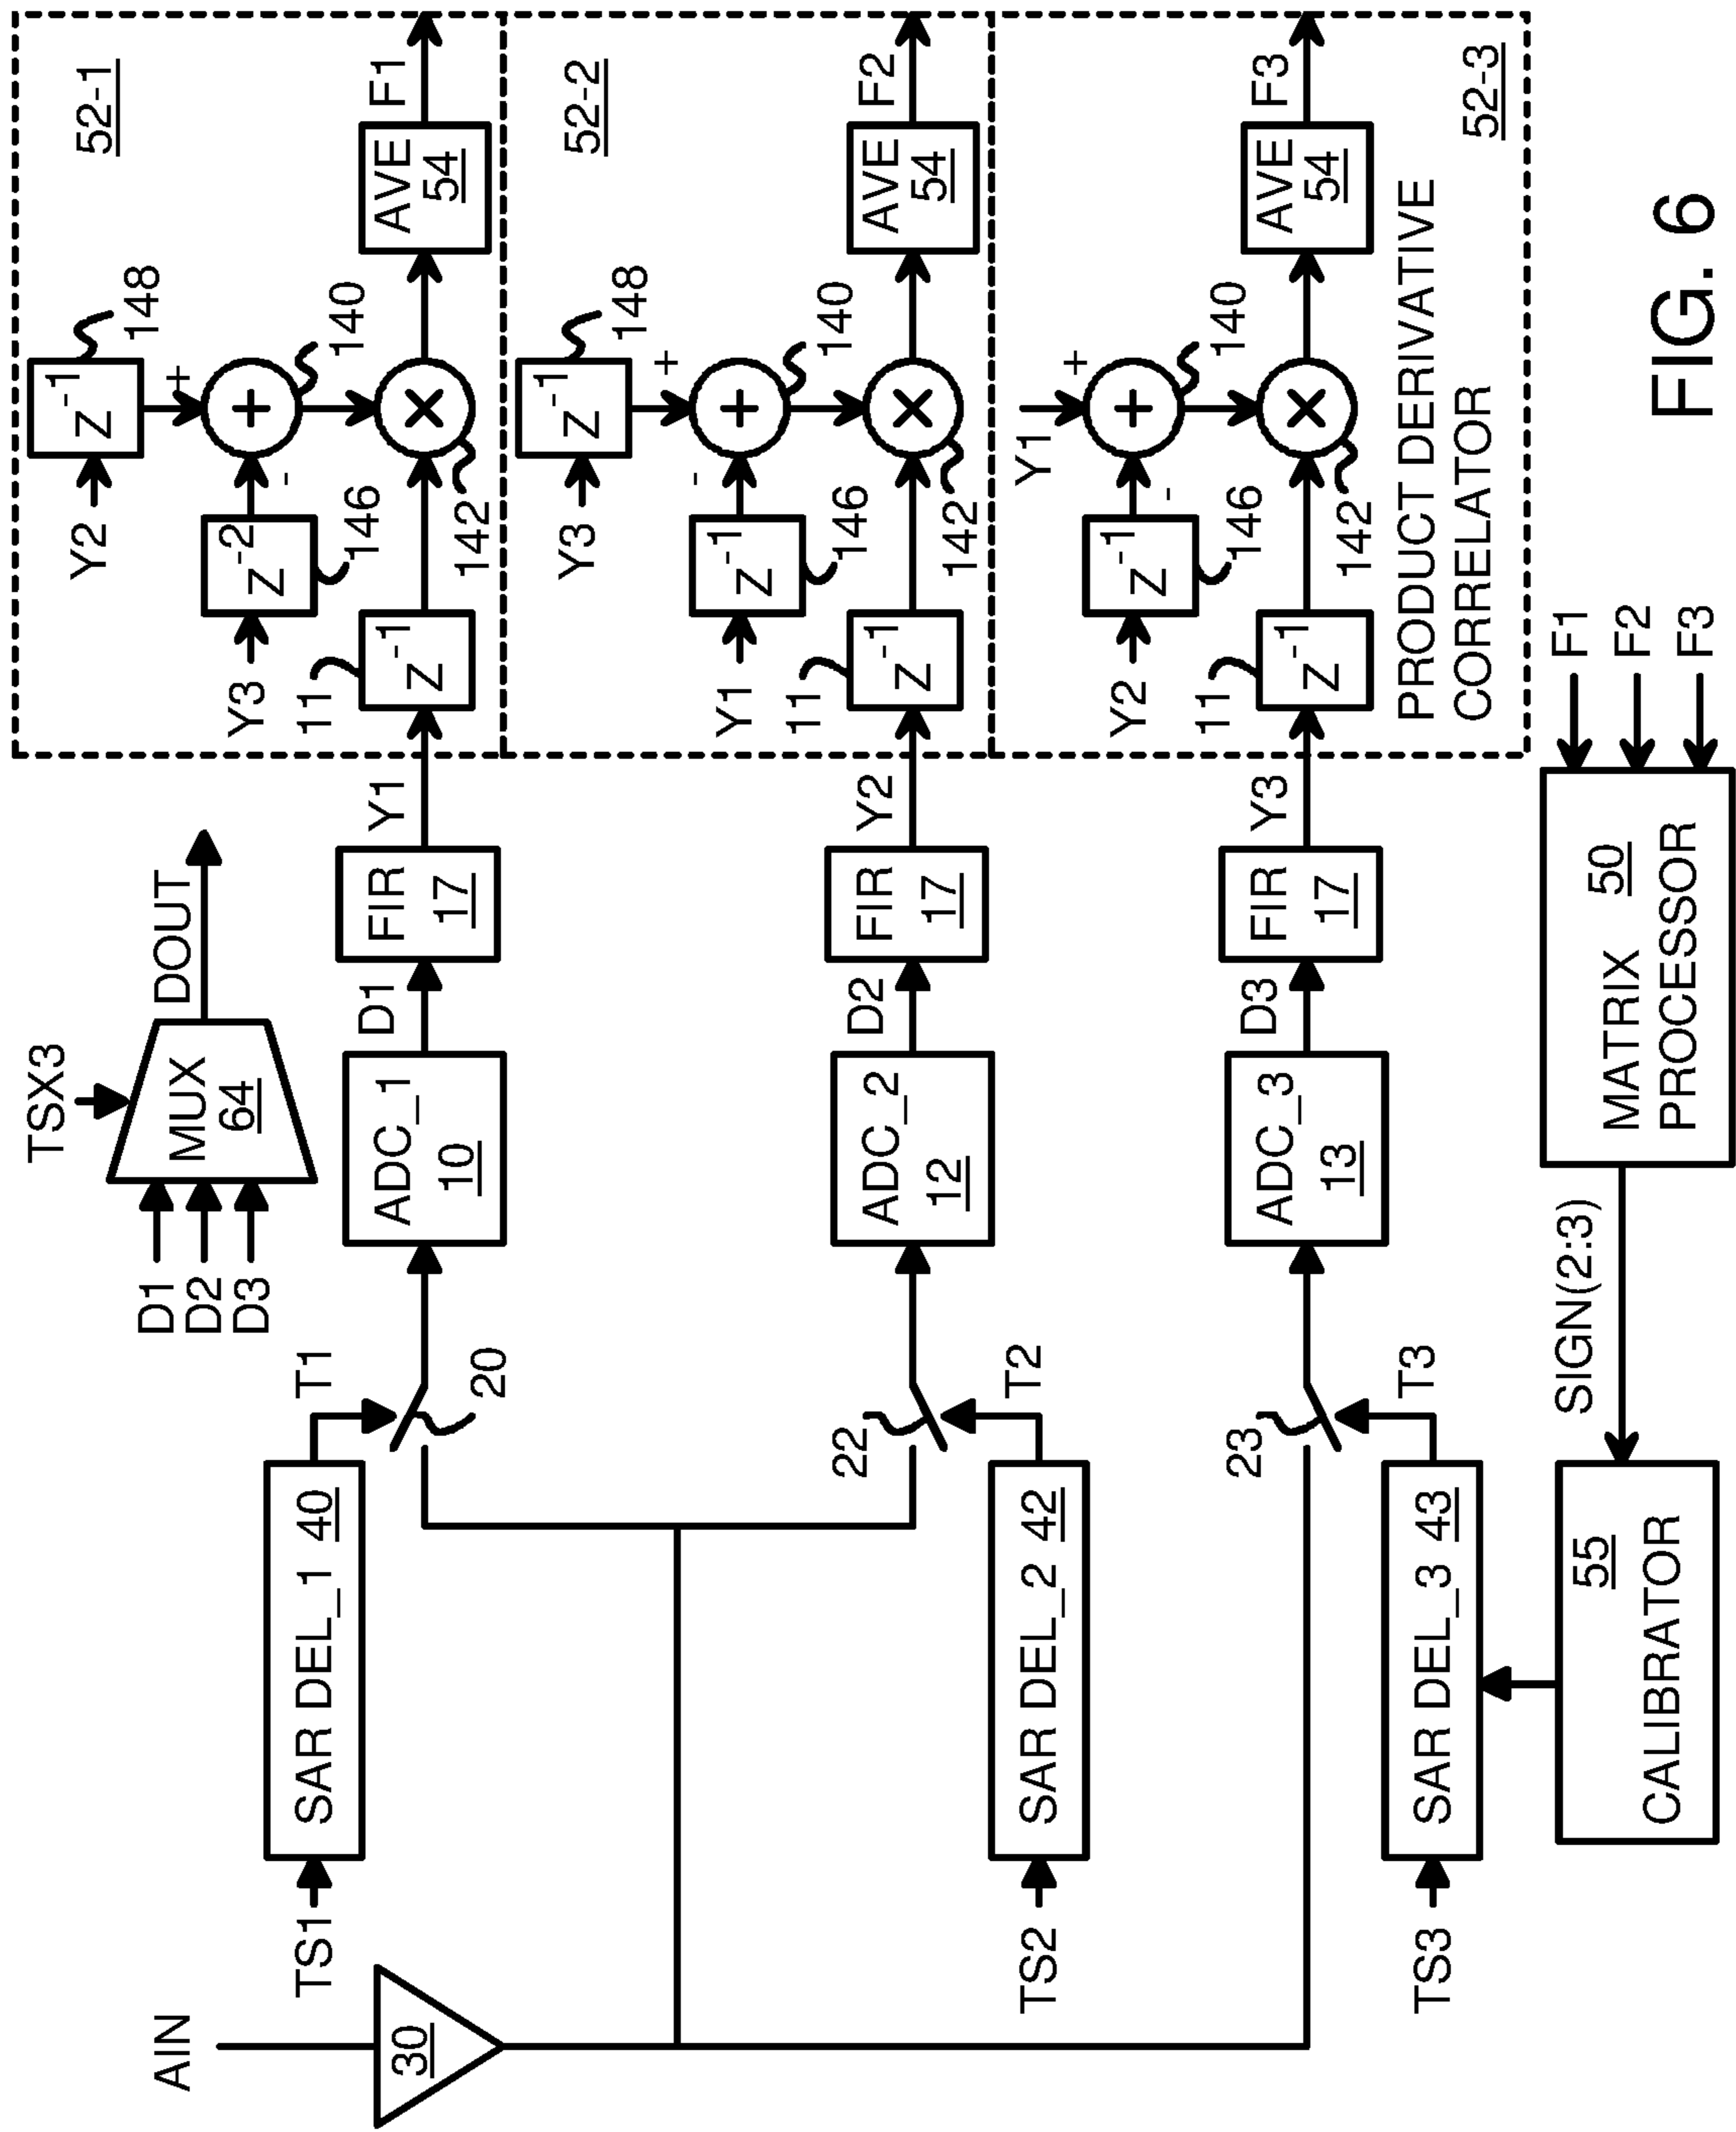 AIN
30
TS1
SAR DEL_1 40
T1
20
TSX3
D1
D2
D3
MUX
64
DOUT
ADC_1
10
D1
FIR
17
Y1
52-1
Y2
Z-1
148
+
Y3
Z-2
146
-
+
140
11
Z-1
142
×
AVE
54
F1
TS2
SAR DEL_2 42
T2
22
ADC_2
12
D2
FIR
17
Y2
52-2
Y3
Z-1
148
+
Y1
Z-1
146
-
+
140
11
Z-1
142
×
AVE
54
F2
TS3
SAR DEL_3 43
T3
23
ADC_3
13
D3
FIR
17
Y3
Y1
+
Y2
Z-1
146
-
+
140
11
Z-1
142
×
AVE
54
F3
PRODUCT DERIVATIVE
CORRELATOR
52-3
55
CALIBRATOR
SIGN(2:3)
MATRIX 50
PROCESSOR
F1
F2
F3
FIG. 6